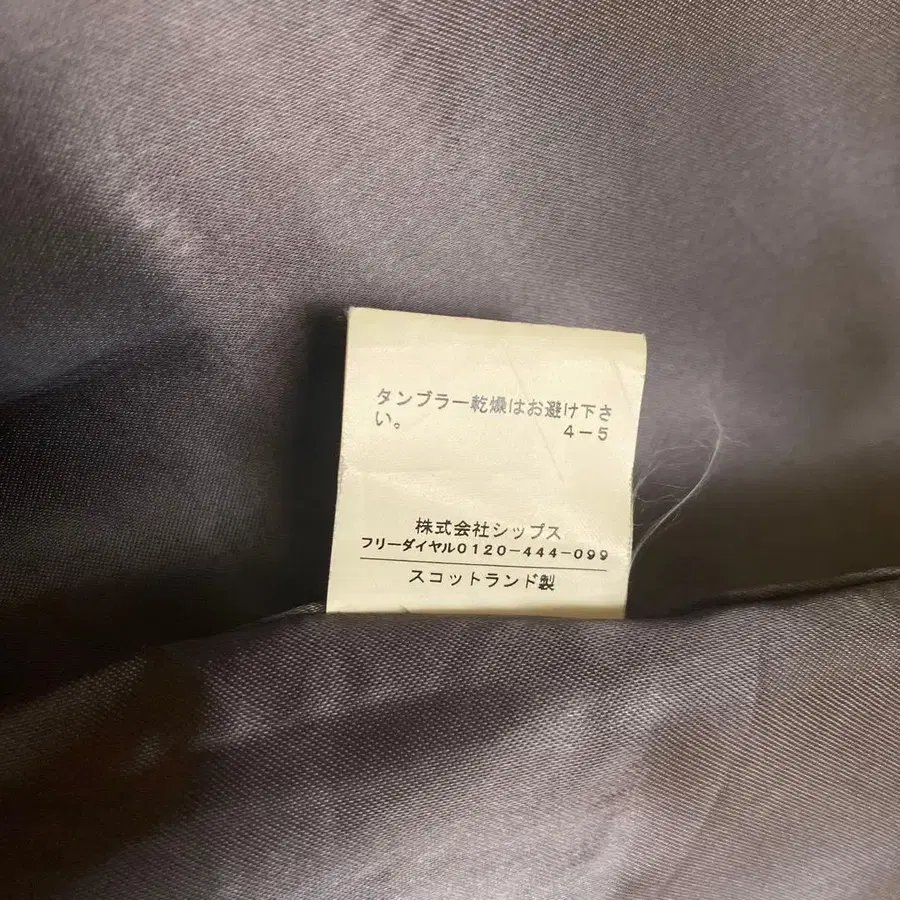 タンブラー乾燥はお避け下さ
い。 4-5
株式会社シップス
フリーダイヤル0120-444-099
スコットランド製